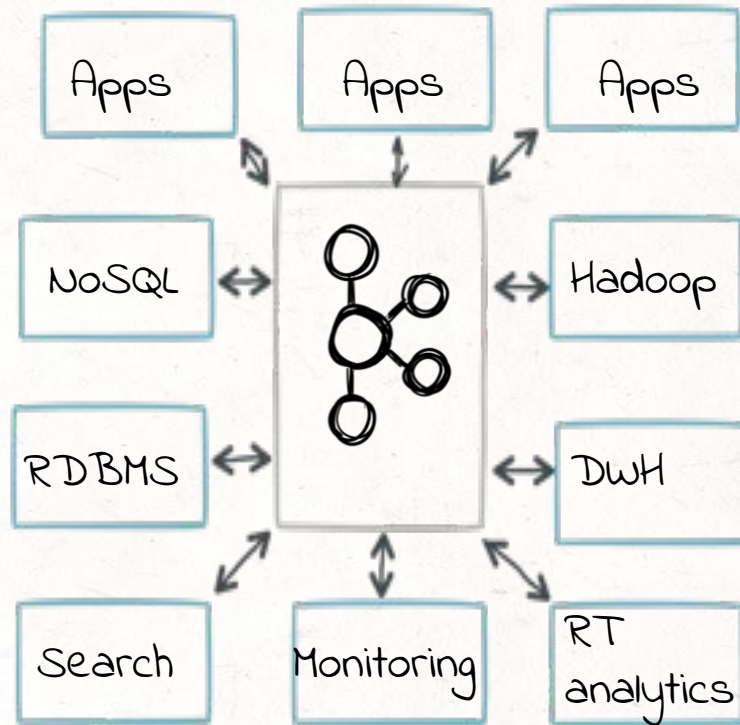 Apps
Apps
Apps
NoSQL
Hadoop
RDBMS
DWH
Search
Monitoring
RT
analytics